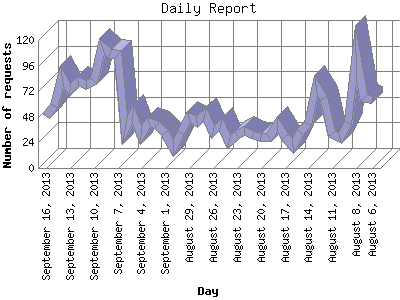 Daily Report
Number of requests
120
96
72
48
24
0
September 16, 2013
September 13, 2013
September 10, 2013
September 7, 2013
September 4, 2013
September 1, 2013
August 29, 2013
August 26, 2013
August 23, 2013
August 20, 2013
August 17, 2013
August 14, 2013
August 11, 2013
August 8, 2013
August 6, 2013
Day